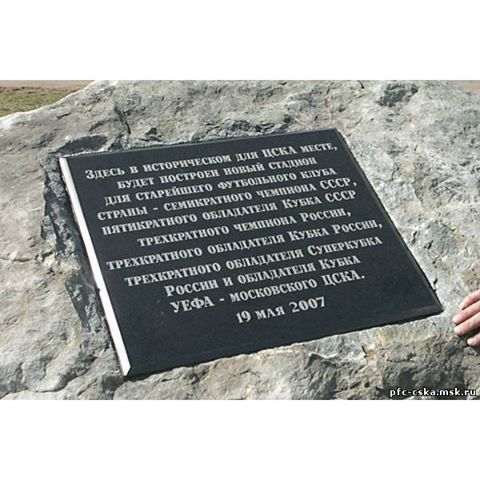 Здесь в историческом для ЦСКА месте,
будет построен новый стадион
для старейшего футбольного клуба
страны - семикратного чемпиона СССР,
пятикратного обладателя Кубка СССР
трехкратного чемпиона России,
трехкратного обладателя Кубка России,
трехкратного обладателя Суперкубка
России и обладателя Кубка
УЕФА - московского ЦСКА.
19 мая 2007
pfc-cska.msk.ru